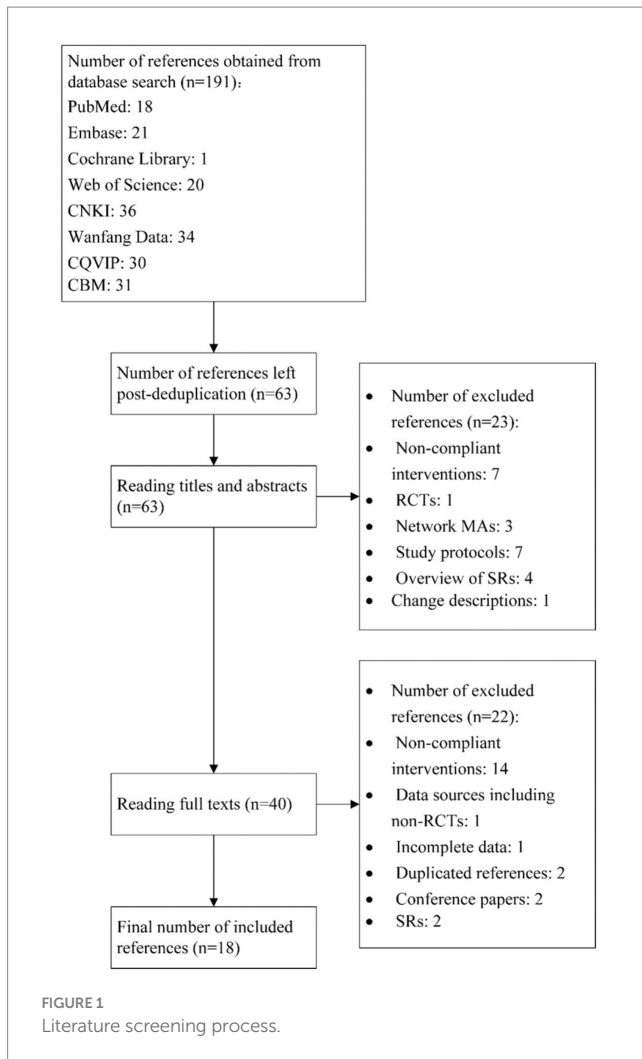 Number of references obtained from
database search (n=191)：
PubMed: 18
Embase: 21
Cochrane Library: 1
Web of Science: 20
CNKI: 36
Wanfang Data: 34
CQVIP: 30
CBM: 31
Number of references left
post-deduplication (n=63)
Reading titles and abstracts
(n=63)
• Number of excluded
references (n=23):
• Non-compliant
interventions: 7
• RCTs: 1
• Network MAs: 3
• Study protocols: 7
• Overview of SRs: 4
• Change descriptions: 1
Reading full texts (n=40)
• Number of excluded
references (n=22):
• Non-compliant
interventions: 14
• Data sources including
non-RCTs: 1
• Incomplete data: 1
• Duplicated references: 2
• Conference papers: 2
• SRs: 2
Final number of included
references (n=18)
FIGURE 1
Literature screening process.